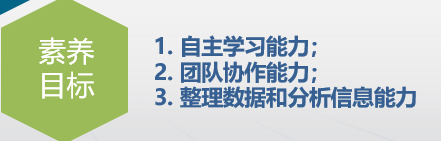 素养
目标
1. 自主学习能力；
2. 团队协作能力；
3. 整理数据和分析信息能力